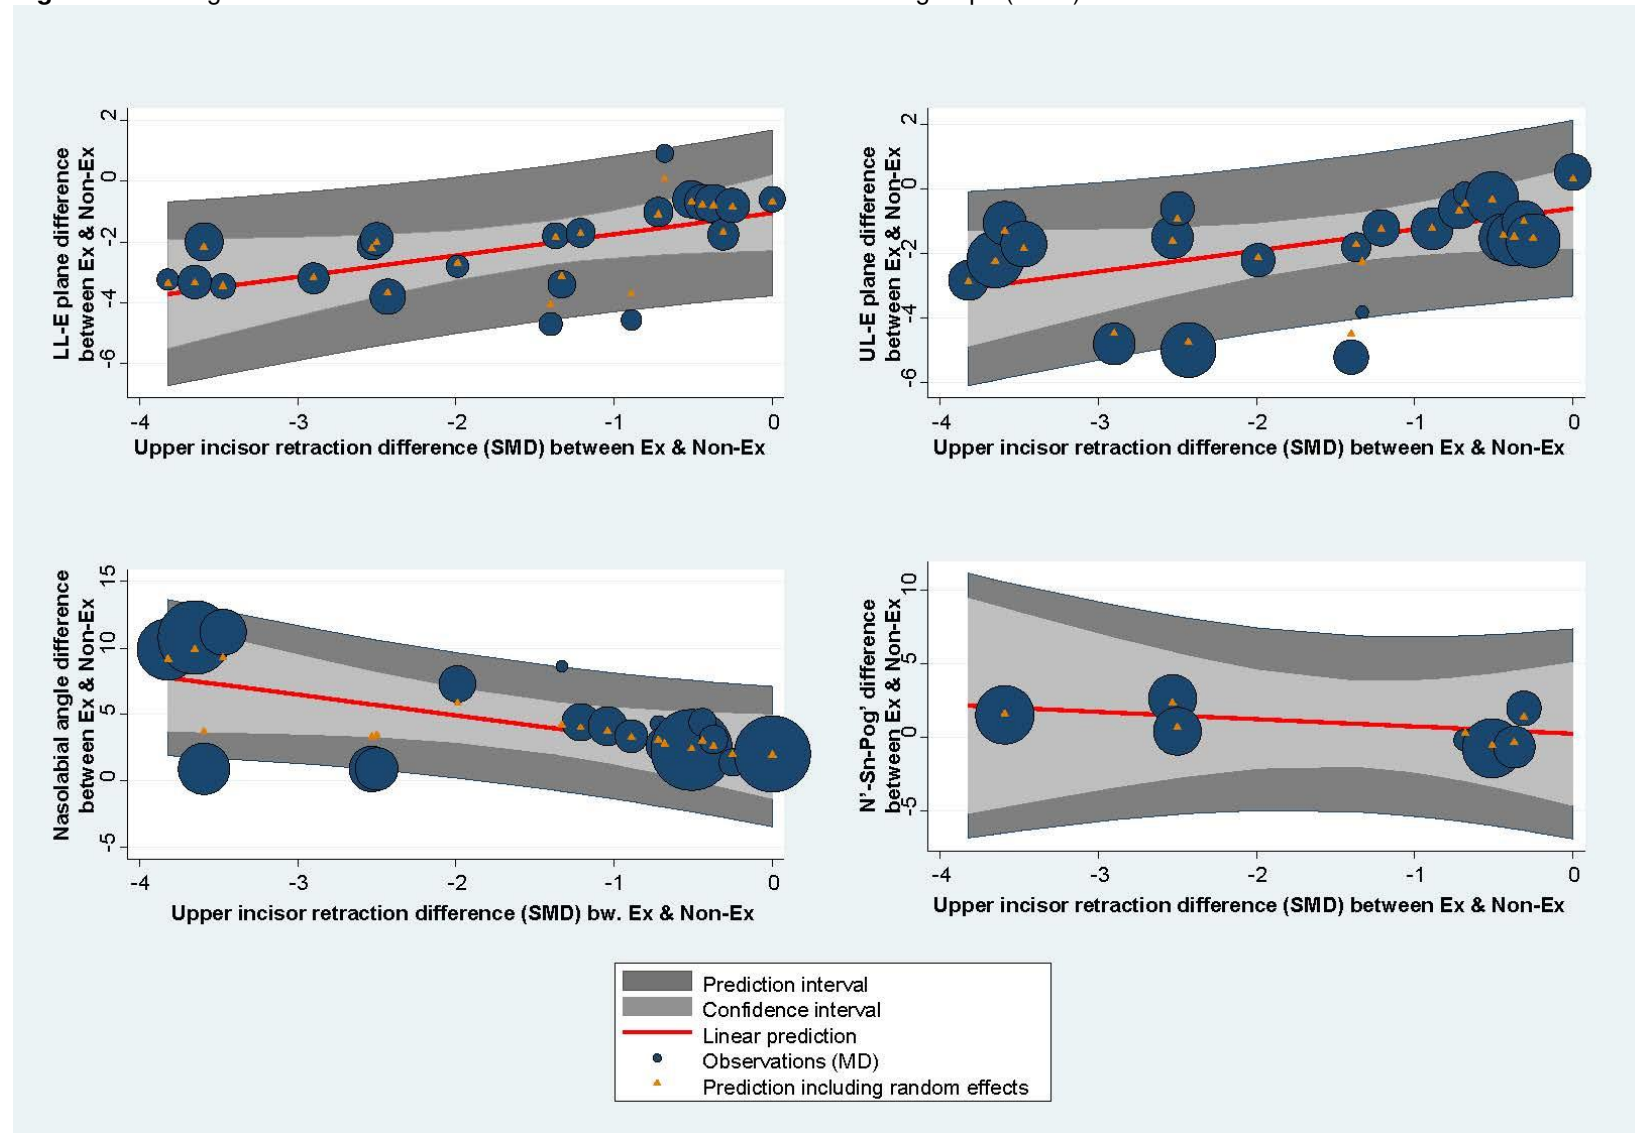 LL-E plane difference
between Ex & Non-Ex
2
0
-2
-4
-6
-4 -3 -2 -1 0
Upper incisor retraction difference (SMD) between Ex & Non-Ex
UL-E plane difference
between Ex & Non-Ex
2
0
-2
-4
-6
-4 -3 -2 -1 0
Upper incisor retraction difference (SMD) between Ex & Non-Ex
Nasolabial angle difference
between Ex & Non-Ex
15
10
5
0
-5
-4 -3 -2 -1 0
Upper incisor retraction difference (SMD) bw. Ex & Non-Ex
N'-Sn-Pog' difference
between Ex & Non-Ex
10
5
0
-5
-4 -3 -2 -1 0
Upper incisor retraction difference (SMD) between Ex & Non-Ex
Prediction interval
Confidence interval
Linear prediction
Observations (MD)
Prediction including random effects